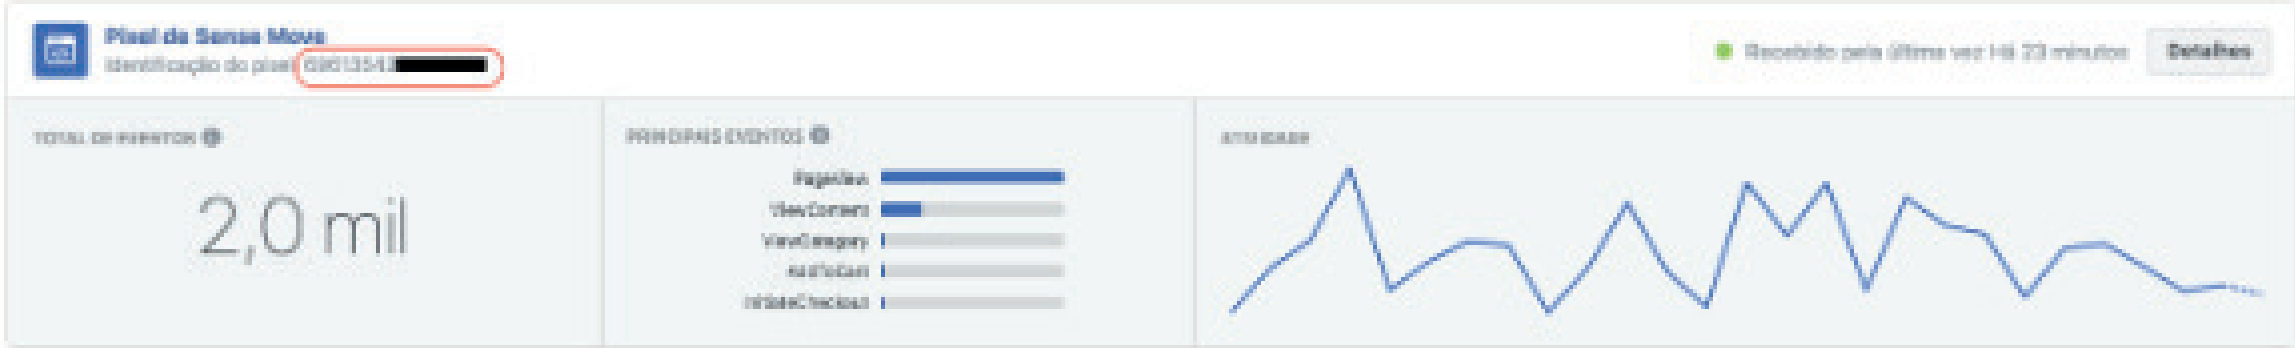 Pixel de Sense Move
Identificação do pixel:
Recebido pela última vez Há 23 minutos
Detalhes
TOTAL DE EVENTOS
2,0 mil
PRINCIPAIS EVENTOS
PageView
ViewContent
ViewCategory
AddToCart
InitiateCheckout
ATIVIDADE